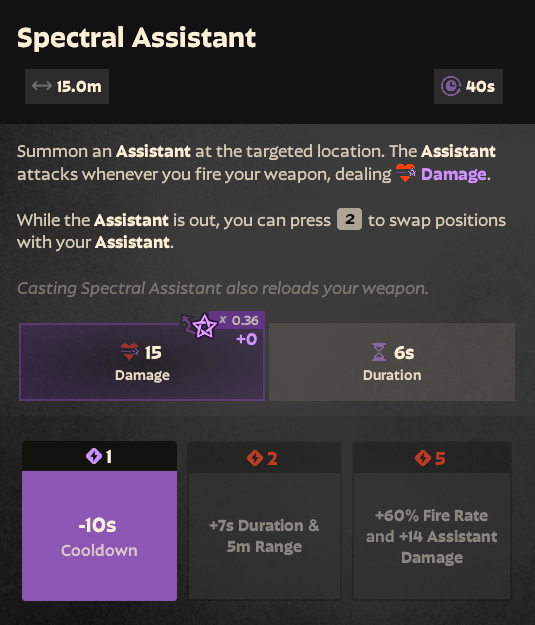 Spectral Assistant
15.0m
40s
Summon an Assistant at the targeted location. The Assistant
attacks whenever you fire your weapon, dealing Damage.
While the Assistant is out, you can press 2 to swap positions
with your Assistant.
Casting Spectral Assistant also reloads your weapon.
x 0.36
+0
15
Damage
6s
Duration
1
-10s
Cooldown
2
+7s Duration &
5m Range
5
+60% Fire Rate
and +14 Assistant
Damage